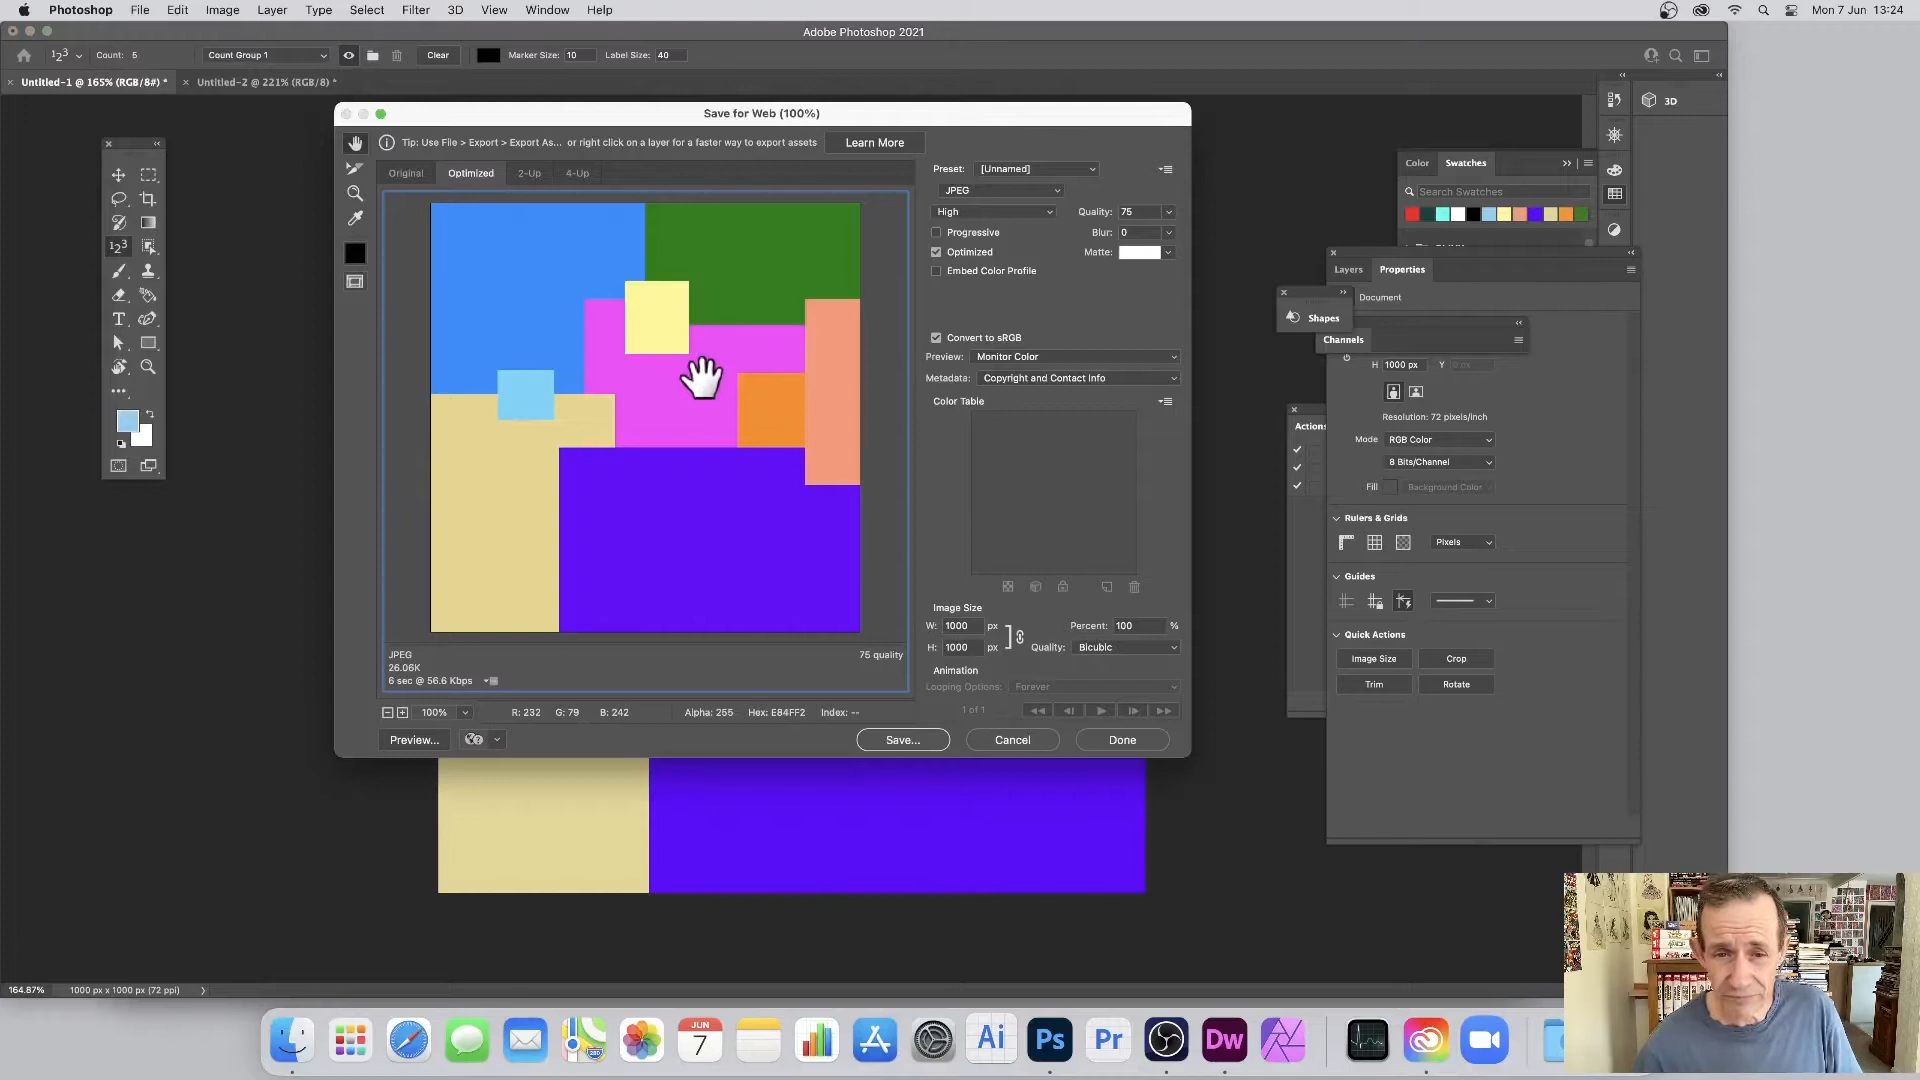 Photoshop File Edit Image Layer Type Select Filter 3D View Window Help Mon 7 Jun 13:24
Adobe Photoshop 2021
Count: 5 Count Group 1 Clear Marker Size: 10 Label Size: 40
Untitled-1 @ 165% (RGB/8#) * Untitled-2 @ 221% (RGB/8) *
3D
Save for Web (100%)
Tip: Use File > Export > Export As... or right click on a layer for a faster way to export assets Learn More
Original Optimized 2-Up 4-Up
Preset: [Unnamed]
JPEG
High Quality: 75
Progressive Blur: 0
Optimized Matte:
Embed Color Profile
Convert to sRGB
Preview: Monitor Color
Metadata: Copyright and Contact Info
Color Table
Image Size
W: 1000 px Percent: 100 %
H: 1000 px Quality: Bicubic
Animation
Looping Options: Forever
1 of 1
JPEG 75 quality
26.06K
6 sec @ 56.6 Kbps
100% R: 232 G: 79 B: 242 Alpha: 255 Hex: E84FF2 Index: --
Preview... Save... Cancel Done
Color Swatches
Search Swatches
Layers Properties
Document
Shapes
Channels
H 1000 px Y
Resolution: 72 pixels/inch
Mode RGB Color
8 Bits/Channel
Fill Background Color
Actions
Rulers & Grids
Pixels
Guides
Quick Actions
Image Size Crop
Trim Rotate
164.87% 1000 px x 1000 px (72 ppi)
JUN
7
280
Ai Ps Pr Dw